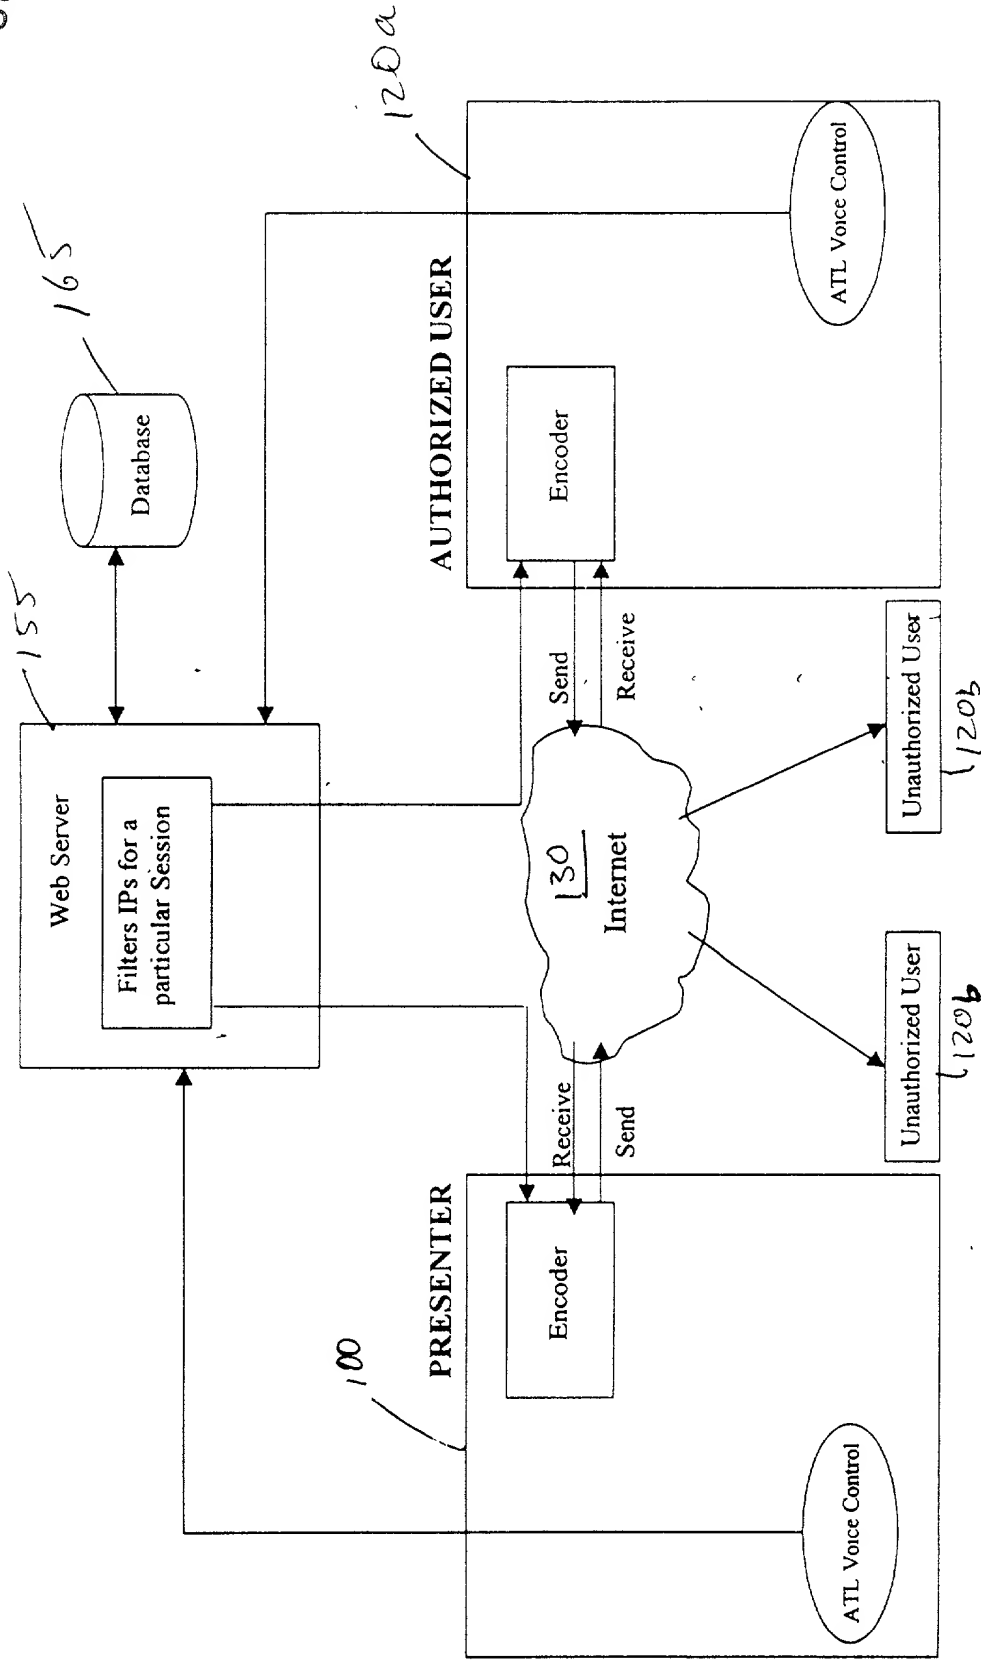 155
165
Web Server
Filters IPs for a
particular Session
Database
120a
100
PRESENTER
AUTHORIZED USER
Encoder
Receive
Send
130
Internet
Send
Receive
Encoder
ATL Voice Control
Unauthorized User
120b
Unauthorized User
120b
ATL Voice Control